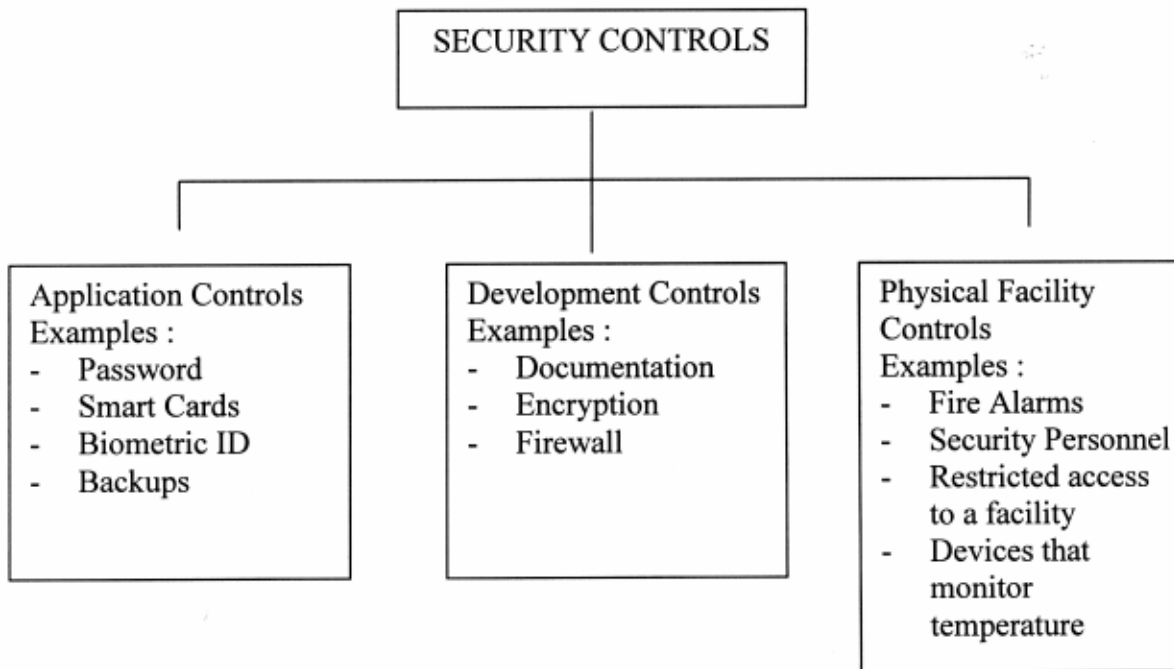 SECURITY CONTROLS
Application Controls
Examples :
- Password
- Smart Cards
- Biometric ID
- Backups
Development Controls
Examples :
- Documentation
- Encryption
- Firewall
Physical Facility
Controls
Examples :
- Fire Alarms
- Security Personnel
- Restricted access
to a facility
- Devices that
monitor
temperature